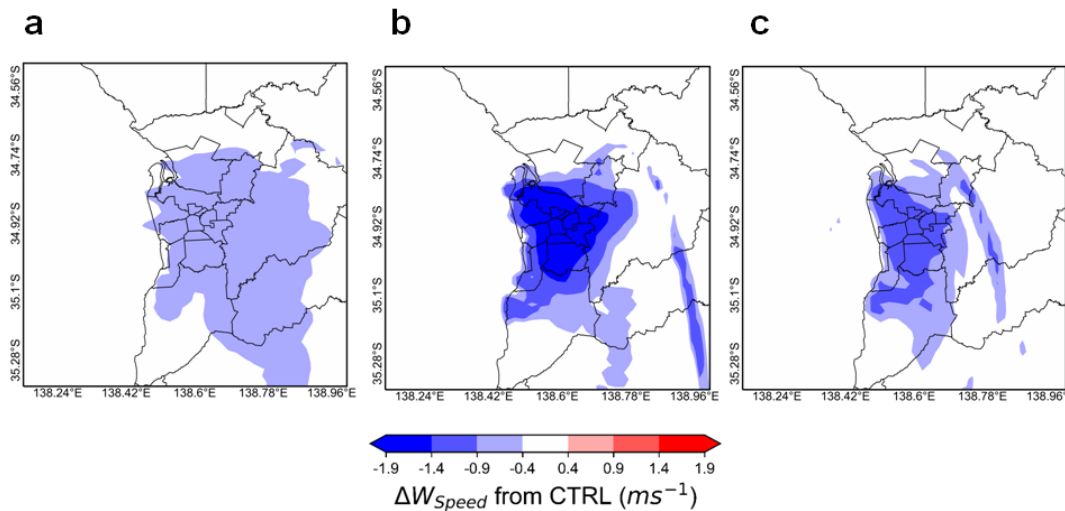 a b c
34.56°S 34.56°S 34.56°S
34.74°S 34.74°S 34.74°S
34.92°S 34.92°S 34.92°S
35.1°S 35.1°S 35.1°S
35.28°S 35.28°S 35.28°S
138.24°E 138.42°E 138.6°E 138.78°E 138.96°E 138.24°E 138.42°E 138.6°E 138.78°E 138.96°E 138.24°E 138.42°E 138.6°E 138.78°E 138.96°E
-1.9 -1.4 -0.9 -0.4 0.4 0.9 1.4 1.9
ΔW_Speed from CTRL (ms⁻¹)